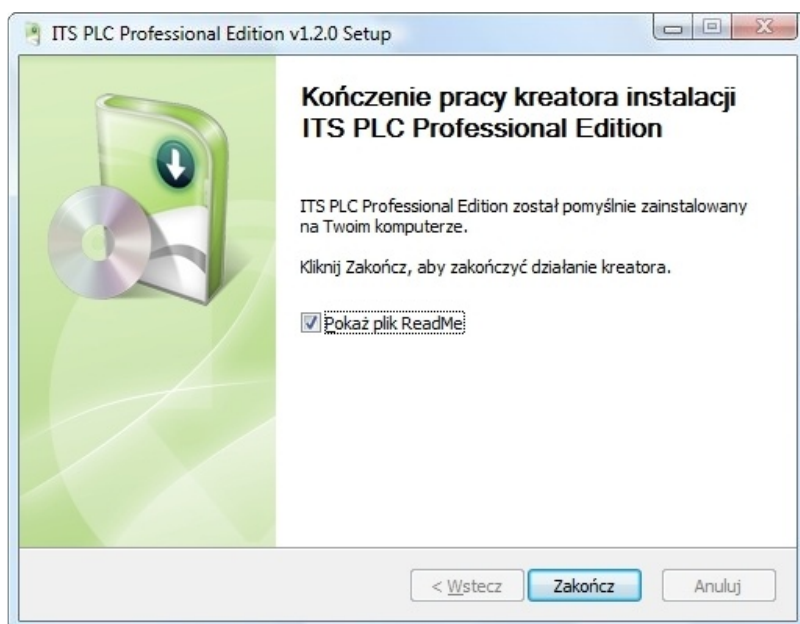 ITS PLC Professional Edition v1.2.0 Setup
Kończenie pracy kreatora instalacji
ITS PLC Professional Edition
ITS PLC Professional Edition został pomyślnie zainstalowany
na Twoim komputerze.
Kliknij Zakończ, aby zakończyć działanie kreatora.
Pokaż plik ReadMe
< Wstecz
Zakończ
Anuluj